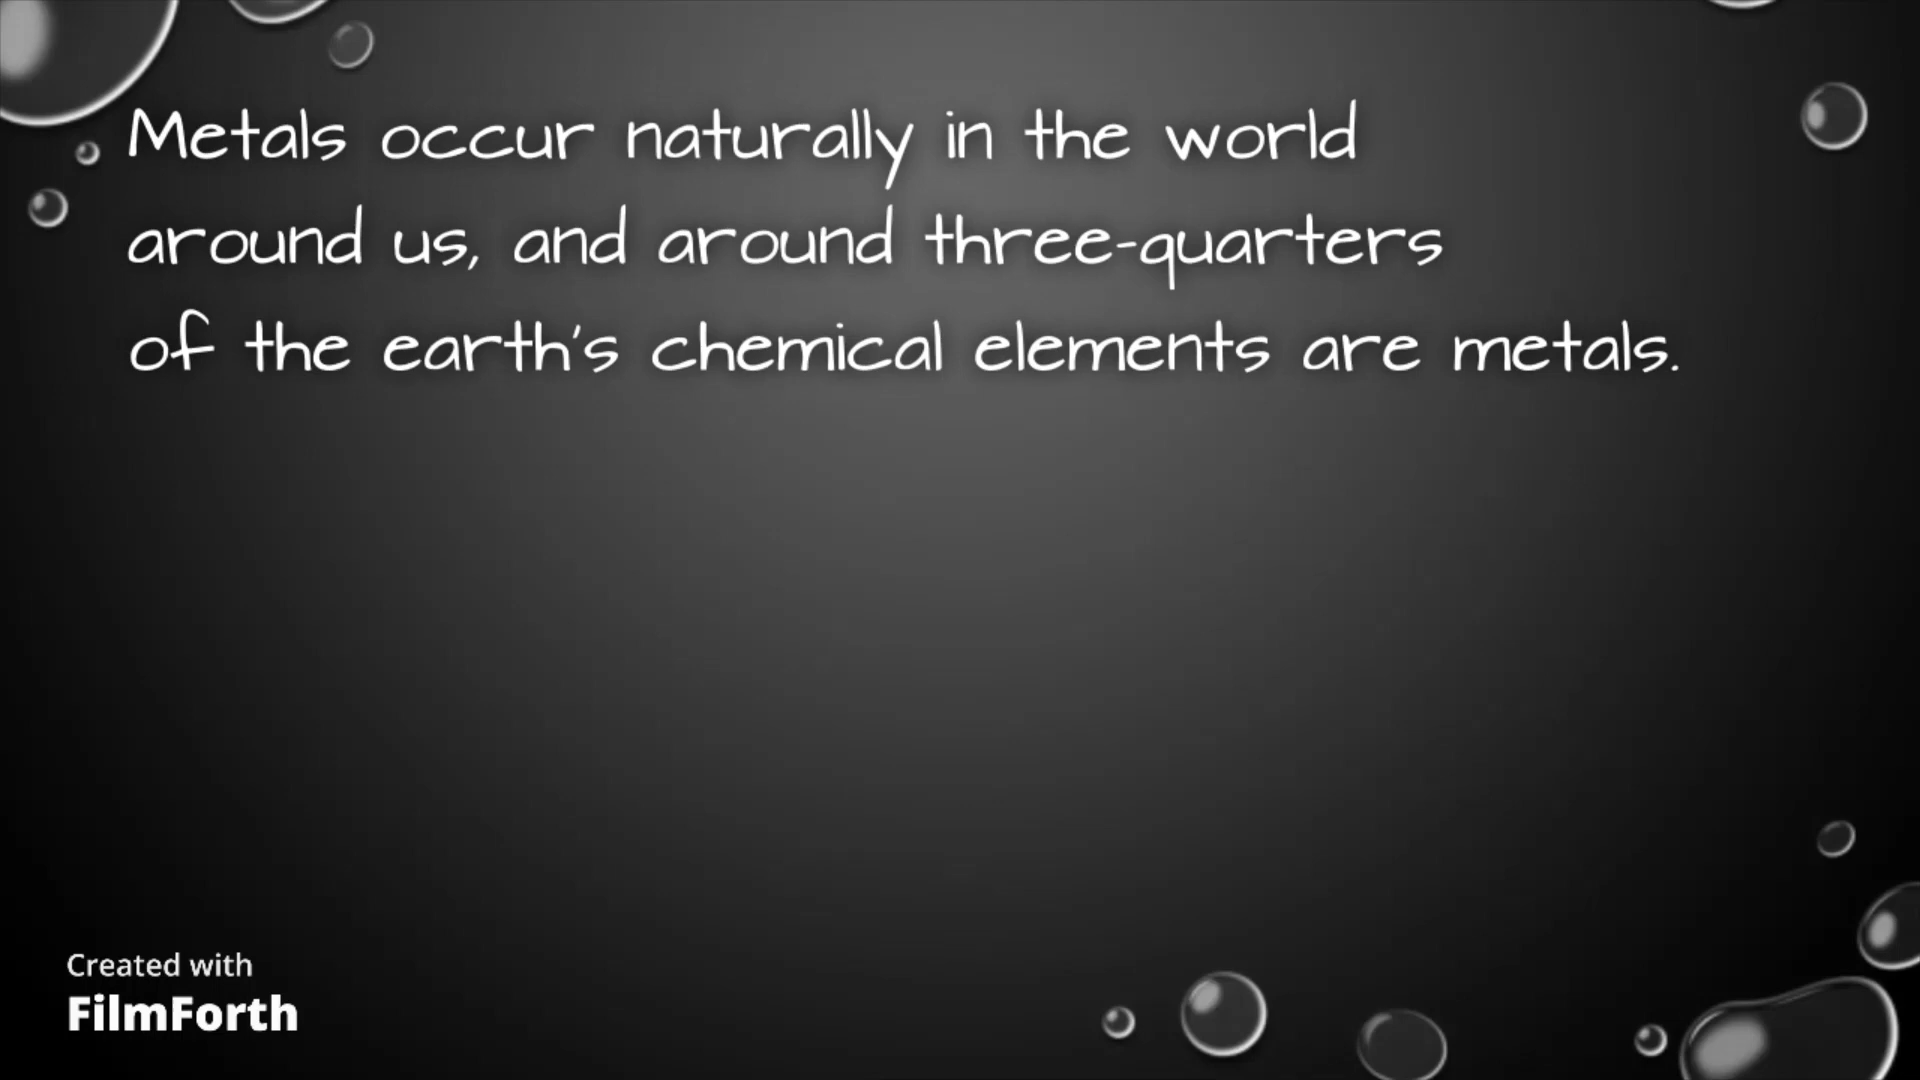 Metals occur naturally in the world
around us, and around three-quarters
of the earth's chemical elements are metals.
Created with
FilmForth